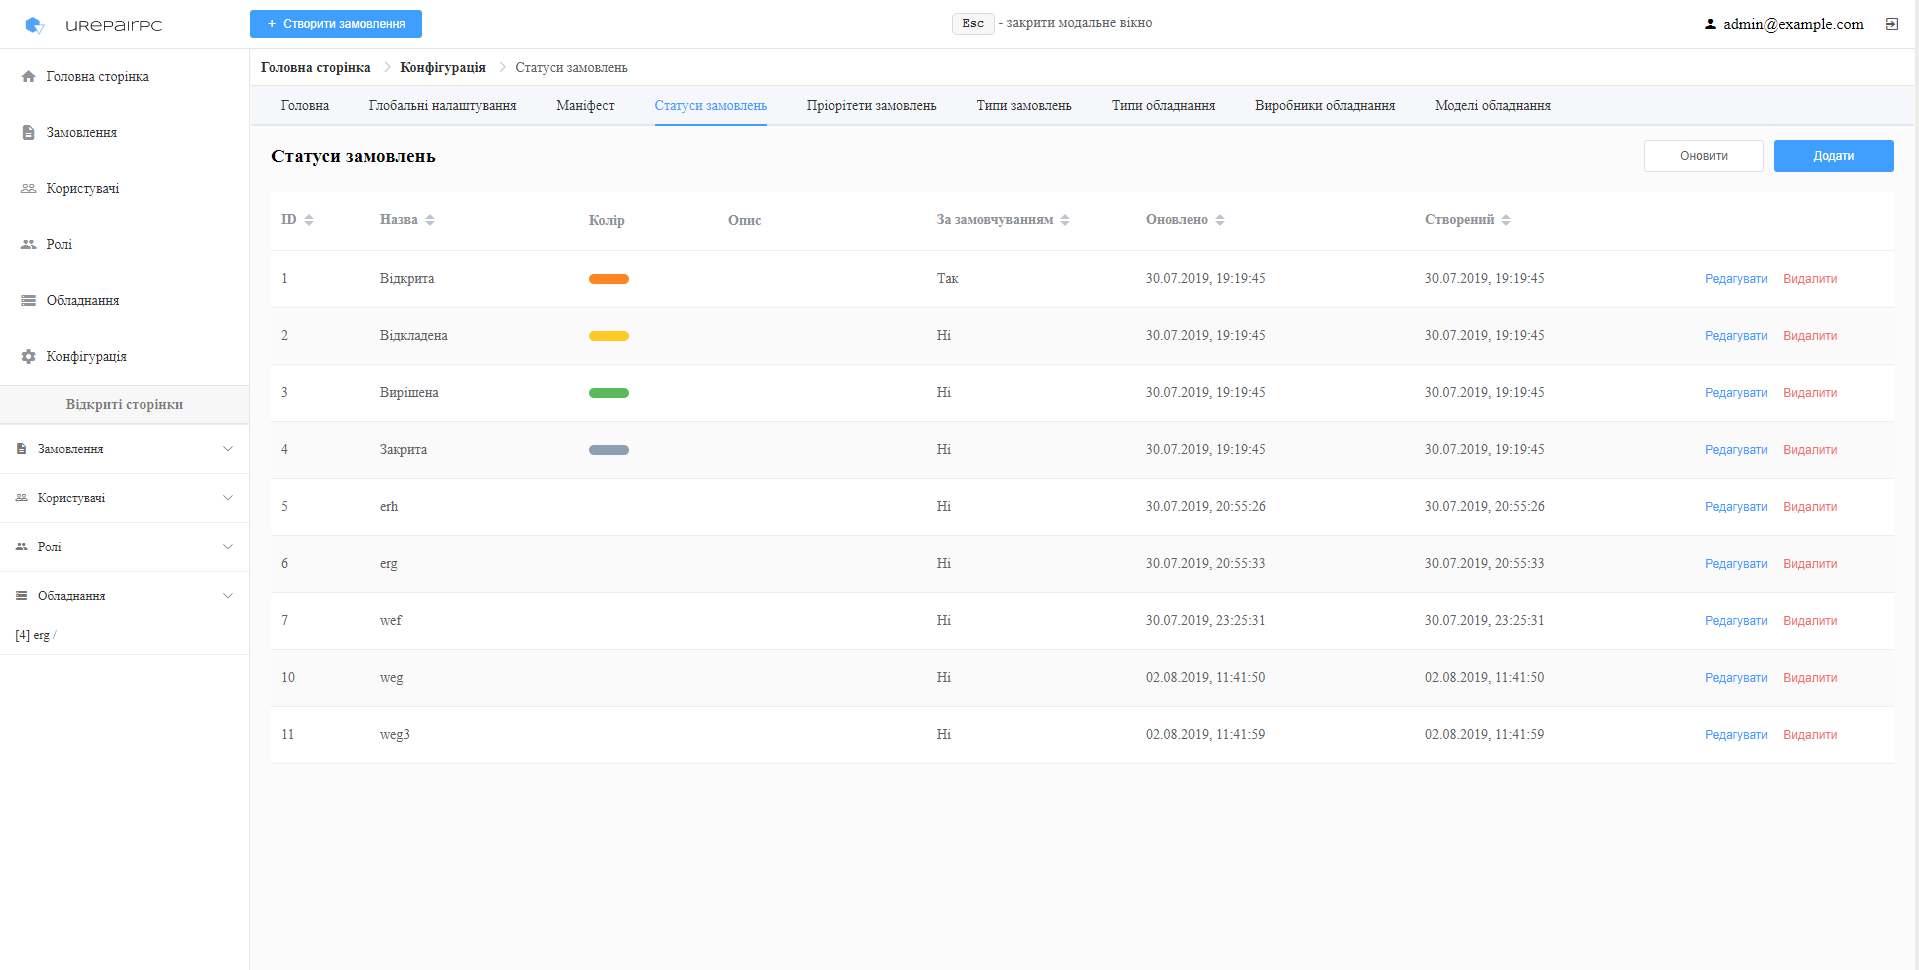 urepairpc
+ Створити замовлення
Esc - закрити модальне вікно
admin@example.com
Головна сторінка
Замовлення
Користувачі
Ролі
Обладнання
Конфігурація
Відкриті сторінки
Замовлення
Користувачі
Ролі
Обладнання
[4] erg /
Головна сторінка > Конфігурація > Статуси замовлень
Головна Глобальні налаштування Маніфест Статуси замовлень Пріорітети замовлень Типи замовлень Типи обладнання Виробники обладнання Моделі обладнання
Статуси замовлень
Оновити Додати
ID Назва Колір Опис За замовчуванням Оновлено Створений
1 Відкрита Так 30.07.2019, 19:19:45 30.07.2019, 19:19:45 Редагувати Видалити
2 Відкладена Ні 30.07.2019, 19:19:45 30.07.2019, 19:19:45 Редагувати Видалити
3 Вирішена Ні 30.07.2019, 19:19:45 30.07.2019, 19:19:45 Редагувати Видалити
4 Закрита Ні 30.07.2019, 19:19:45 30.07.2019, 19:19:45 Редагувати Видалити
5 erh Ні 30.07.2019, 20:55:26 30.07.2019, 20:55:26 Редагувати Видалити
6 erg Ні 30.07.2019, 20:55:33 30.07.2019, 20:55:33 Редагувати Видалити
7 wef Ні 30.07.2019, 23:25:31 30.07.2019, 23:25:31 Редагувати Видалити
10 weg Ні 02.08.2019, 11:41:50 02.08.2019, 11:41:50 Редагувати Видалити
11 weg3 Ні 02.08.2019, 11:41:59 02.08.2019, 11:41:59 Редагувати Видалити